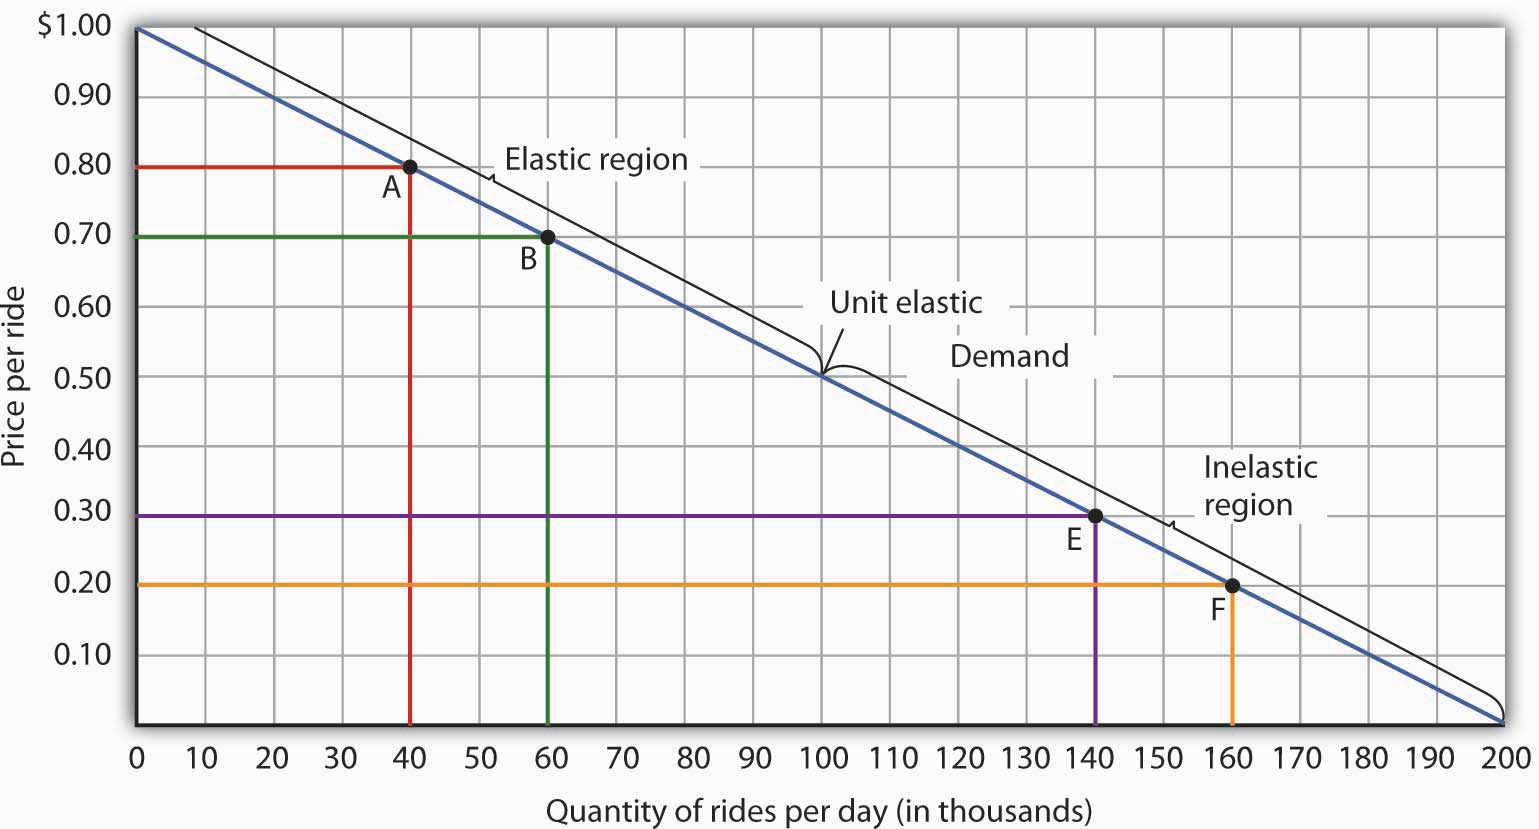 $1.00
0.90
0.80
0.70
0.60
0.50
0.40
0.30
0.20
0.10
Price per ride
A
B
E
F
Elastic region
Unit elastic
Demand
Inelastic
region
0 10 20 30 40 50 60 70 80 90 100 110 120 130 140 150 160 170 180 190 200
Quantity of rides per day (in thousands)